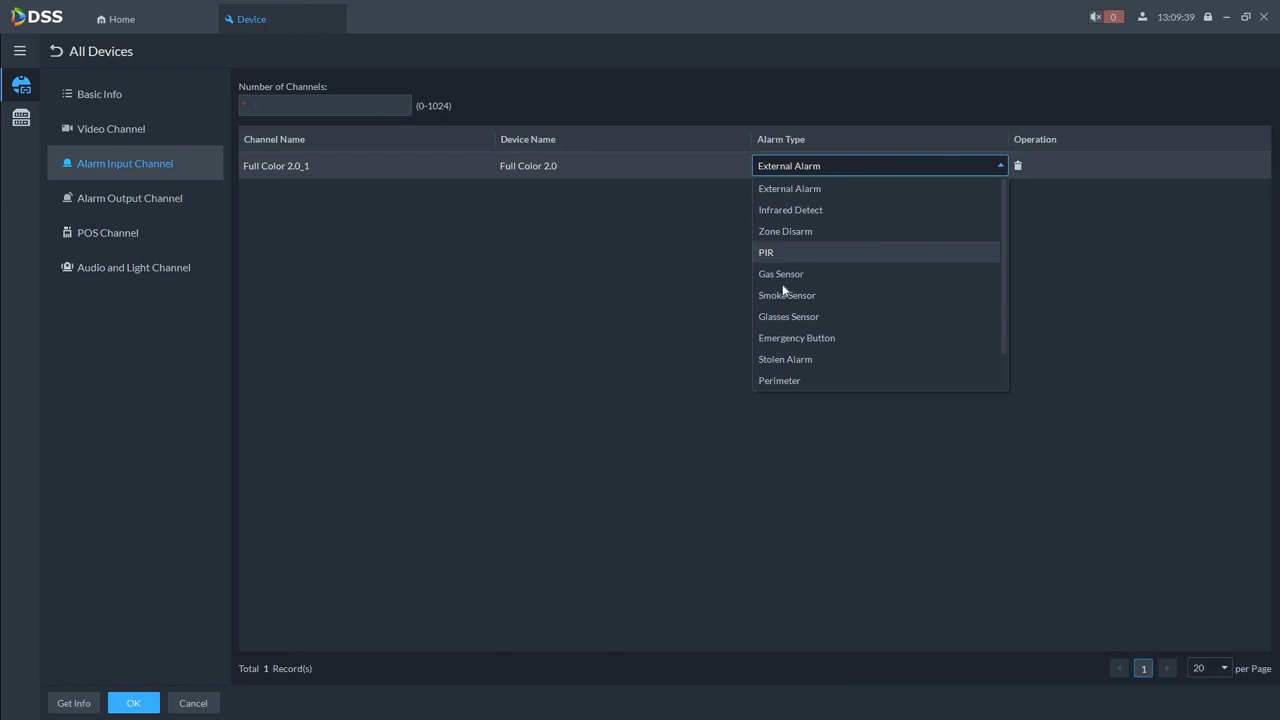 DSS
Home
Device
0
13:09:39
All Devices
Basic Info
Video Channel
Alarm Input Channel
Alarm Output Channel
POS Channel
Audio and Light Channel
Number of Channels:
* 1 (0-1024)
Channel Name Device Name Alarm Type Operation
Full Color 2.0_1 Full Color 2.0 External Alarm
External Alarm
Infrared Detect
Zone Disarm
PIR
Gas Sensor
Smoke Sensor
Glasses Sensor
Emergency Button
Stolen Alarm
Perimeter
Total 1 Record(s)
1
20 per Page
Get Info OK Cancel